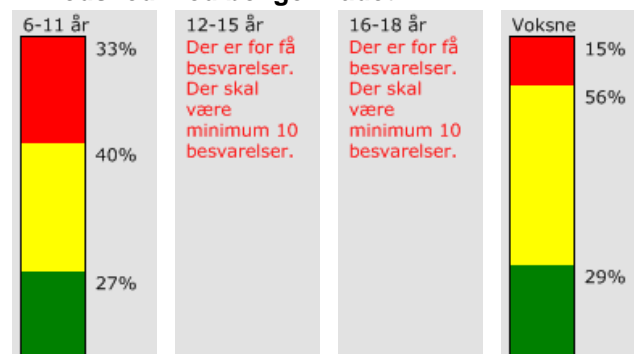 6-11 år
33%
40%
27%
12-15 år
Der er for få
besvarelser.
Der skal
være
minimum 10
besvarelser.
16-18 år
Der er for få
besvarelser.
Der skal
være
minimum 10
besvarelser.
Voksne
15%
56%
29%